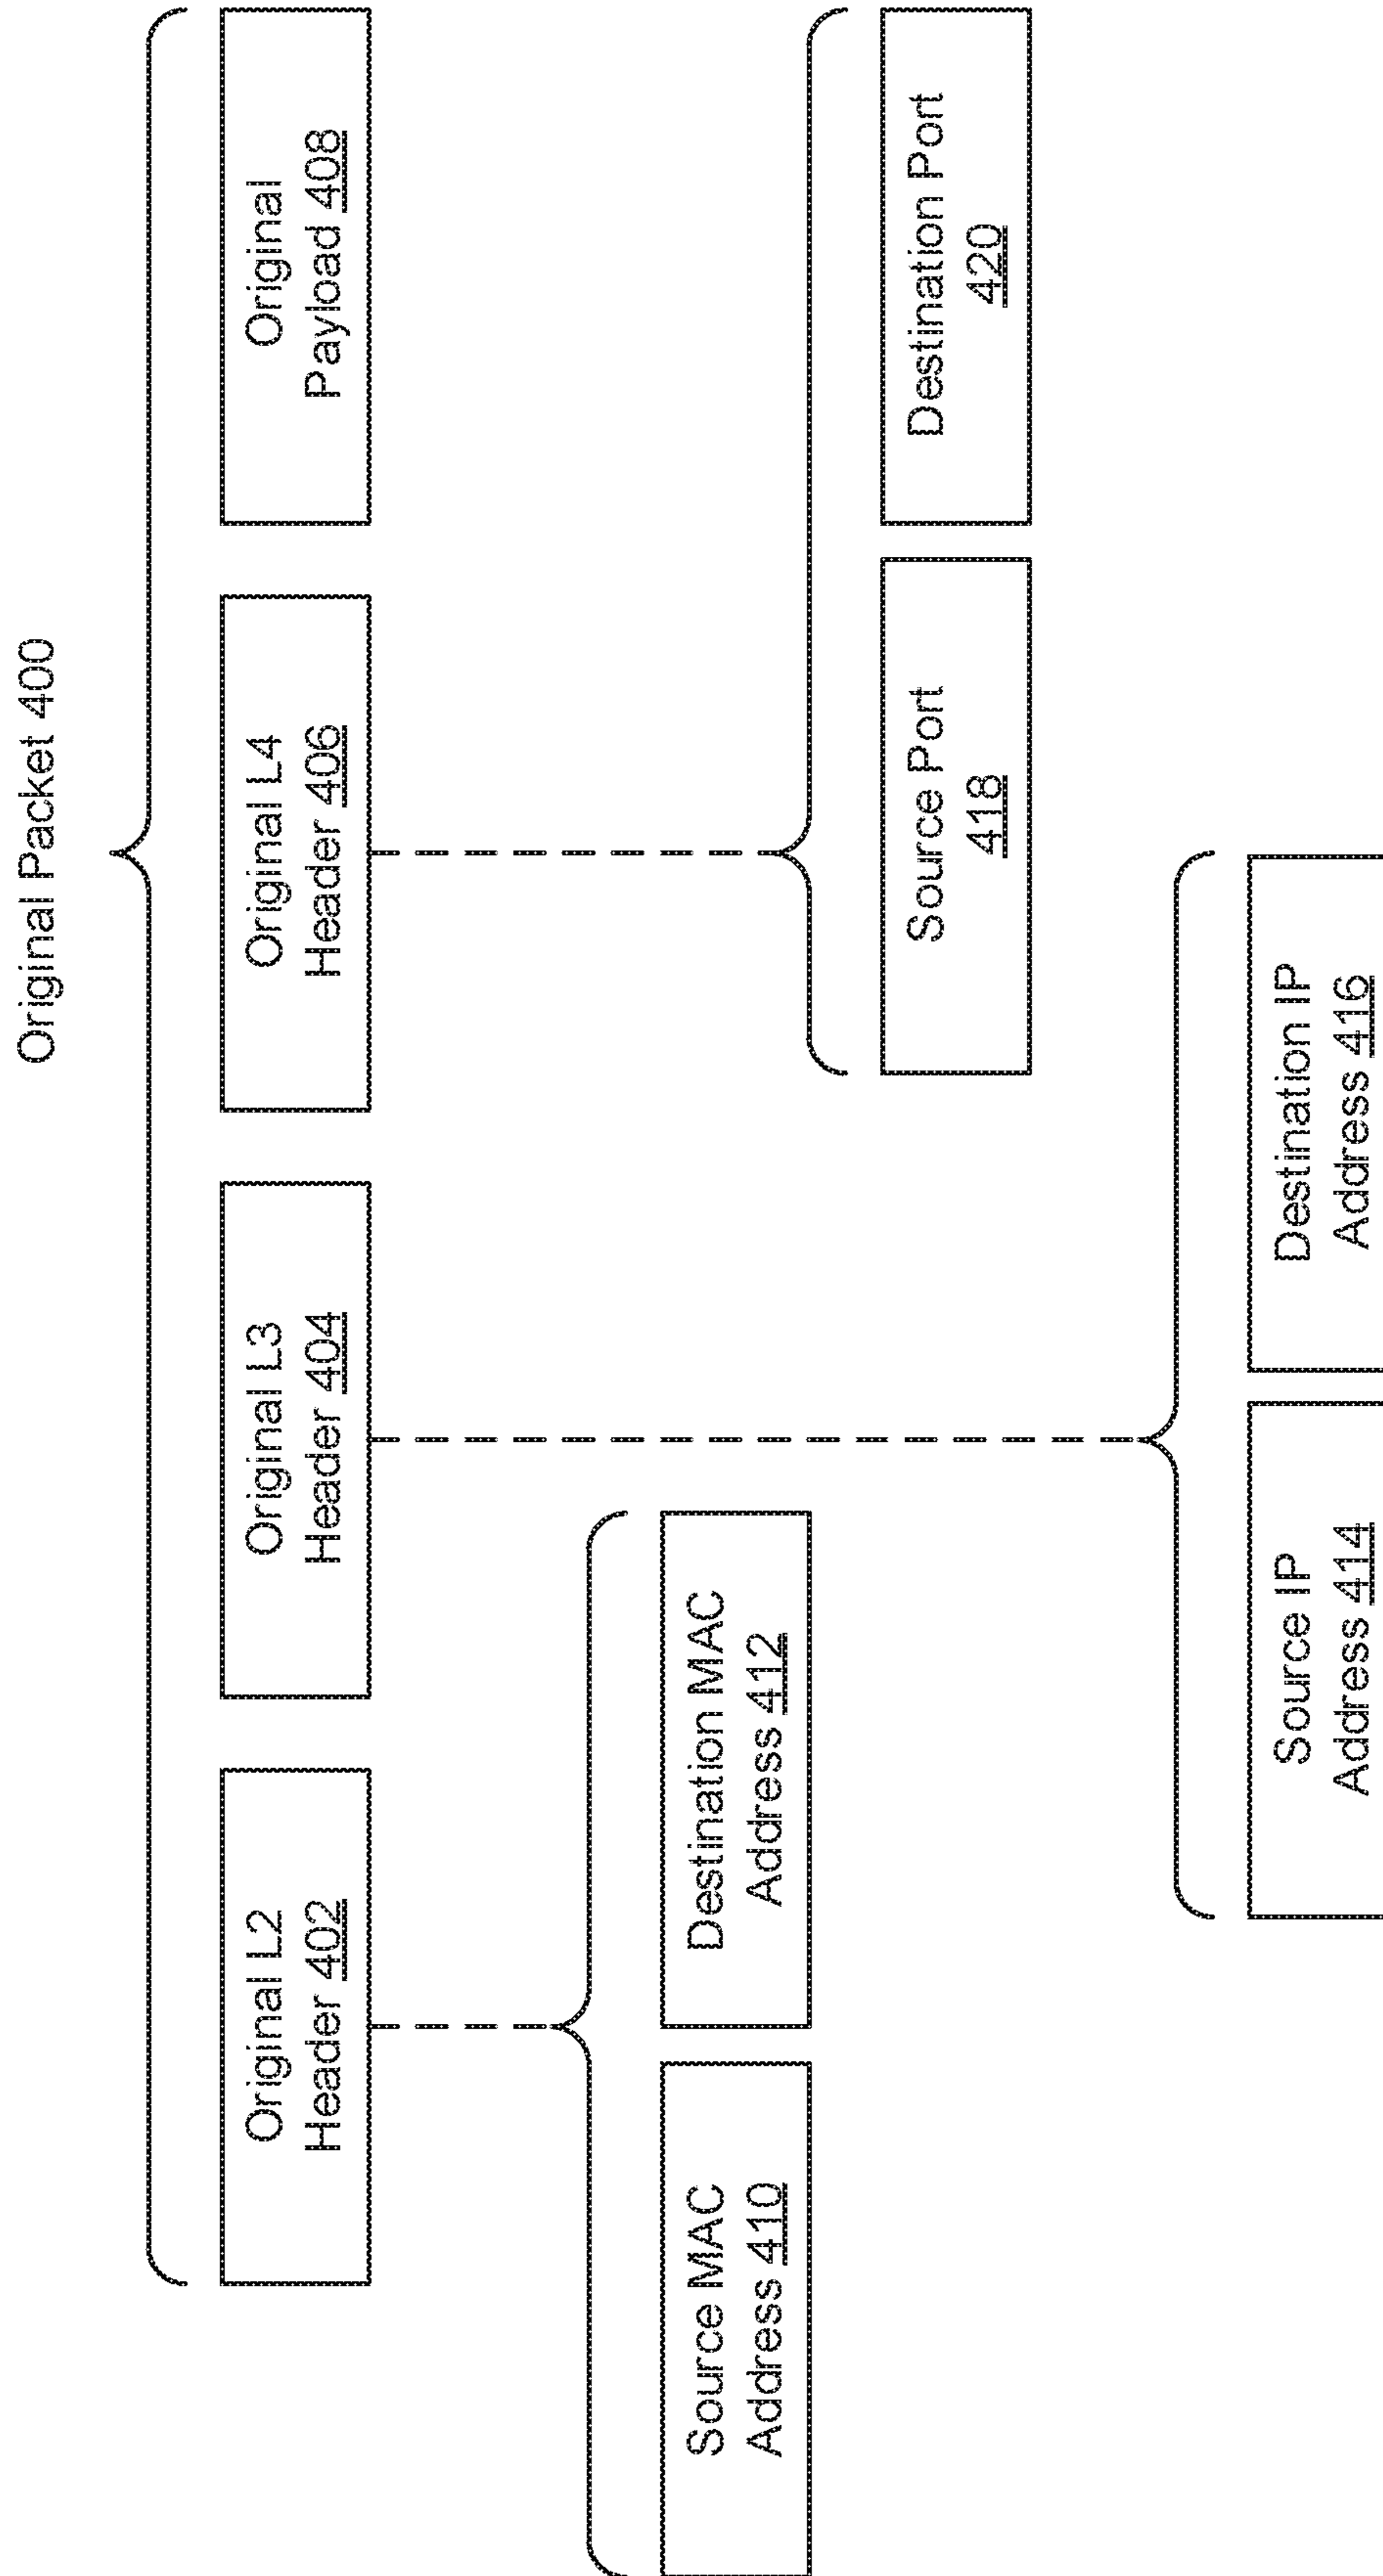 Original Packet 400
Original L2
Header 402
Original L3
Header 404
Original L4
Header 406
Original
Payload 408
Source MAC
Address 410
Destination MAC
Address 412
Source Port
418
Destination Port
420
Source IP
Address 414
Destination IP
Address 416